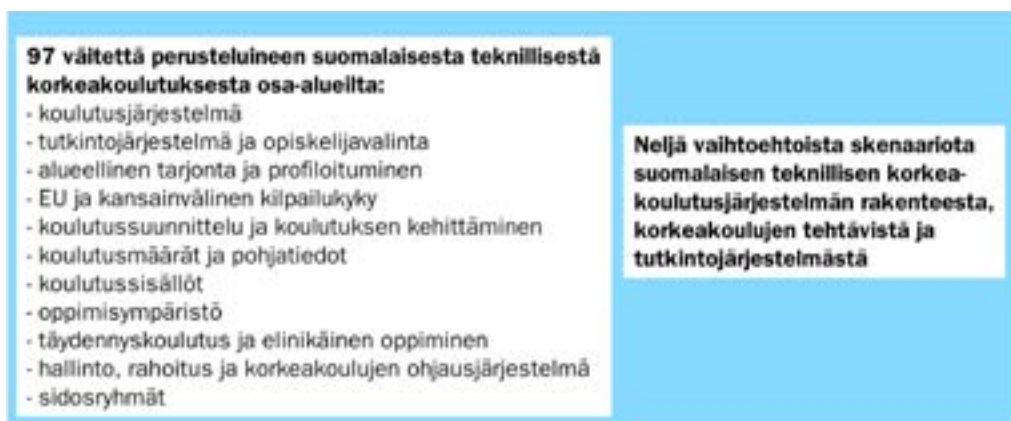 97 väitettä perusteluineen suomalaisesta teknillisestä
korkeakoulutuksesta osa-alueilta:
- koulutusjärjestelmä
- tutkintojärjestelmä ja opiskelijavalinta
- alueellinen tarjonta ja profiloituminen
- EU ja kansainvälinen kilpailukyky
- koulutussuunnittelu ja koulutuksen kehittäminen
- koulutusmäärät ja pohjatiedot
- koulutussisällöt
- oppimisympäristö
- täydennyskoulutus ja elinikäinen oppiminen
- hallinto, rahoitus ja korkeakoulujen ohjausjärjestelmä
- sidosryhmät
Neljä vaihtoehtoista skenaariota
suomalaisen teknillisen korkea-
koulutusjärjestelmän rakenteesta,
korkeakoulujen tehtävistä ja
tutkintojärjestelmästä